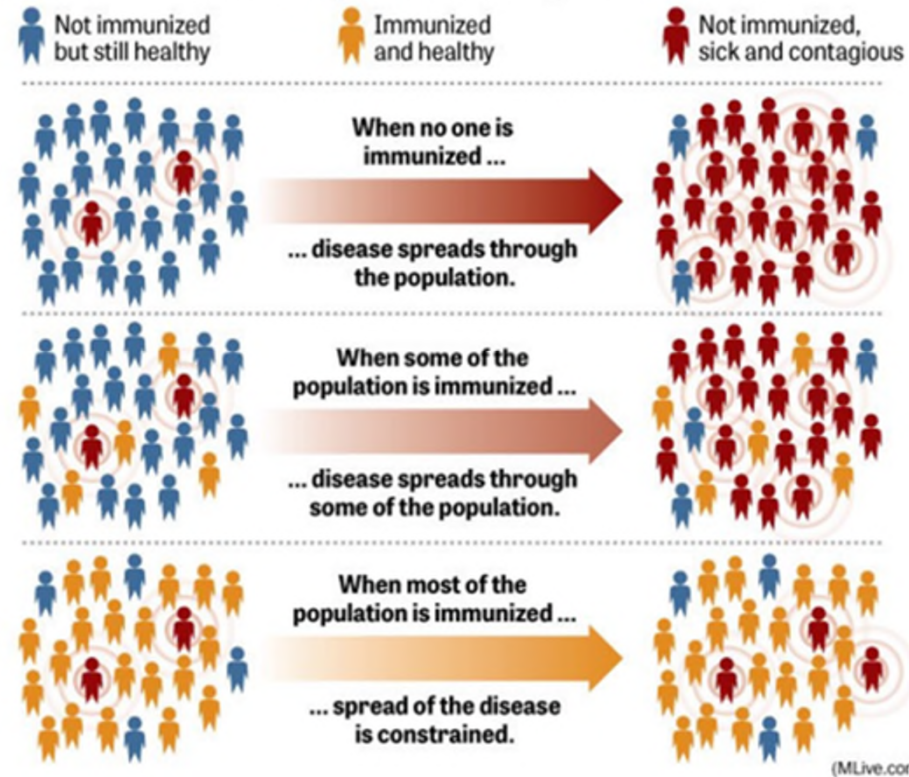 Not immunized
but still healthy
Immunized
and healthy
Not immunized,
sick and contagious
When no one is
immunized ...
... disease spreads through
the population.
When some of the
population is immunized ...
... disease spreads through
some of the population.
When most of the
population is immunized ...
... spread of the disease
is constrained.
(MLive.com